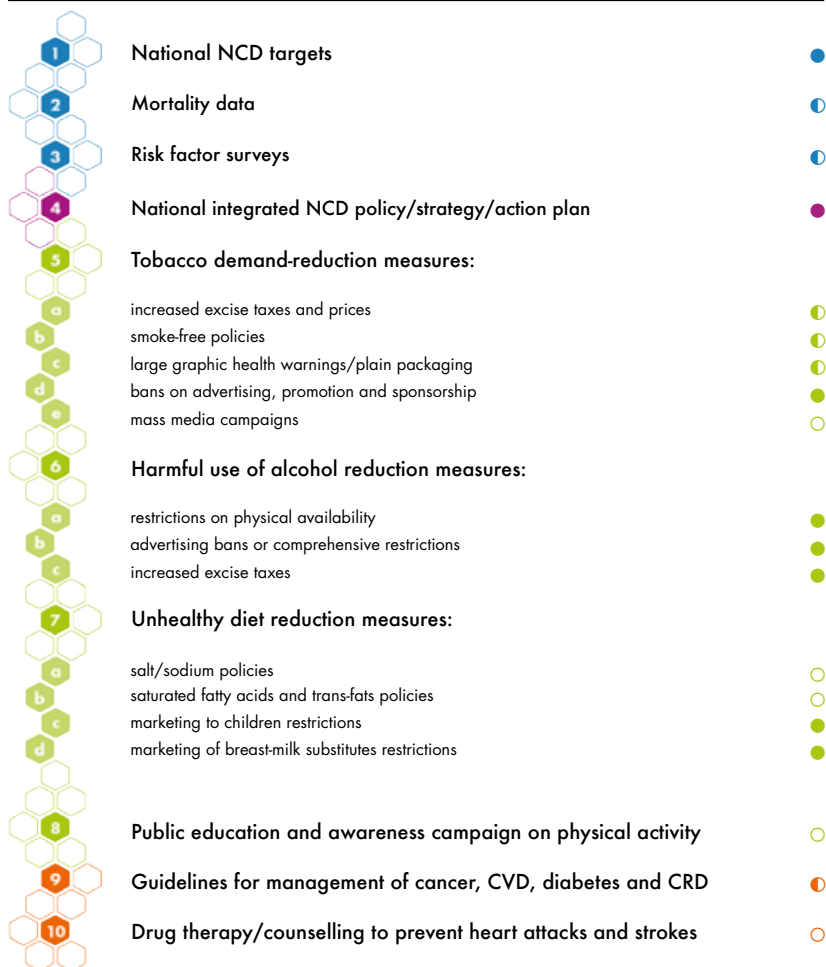 1 National NCD targets
2 Mortality data
3 Risk factor surveys
4 National integrated NCD policy/strategy/action plan
5 Tobacco demand-reduction measures:
a increased excise taxes and prices
b smoke-free policies
c large graphic health warnings/plain packaging
d bans on advertising, promotion and sponsorship
e mass media campaigns
6 Harmful use of alcohol reduction measures:
a restrictions on physical availability
b advertising bans or comprehensive restrictions
c increased excise taxes
7 Unhealthy diet reduction measures:
a salt/sodium policies
b saturated fatty acids and trans-fats policies
c marketing to children restrictions
d marketing of breast-milk substitutes restrictions
8 Public education and awareness campaign on physical activity
9 Guidelines for management of cancer, CVD, diabetes and CRD
10 Drug therapy/counselling to prevent heart attacks and strokes